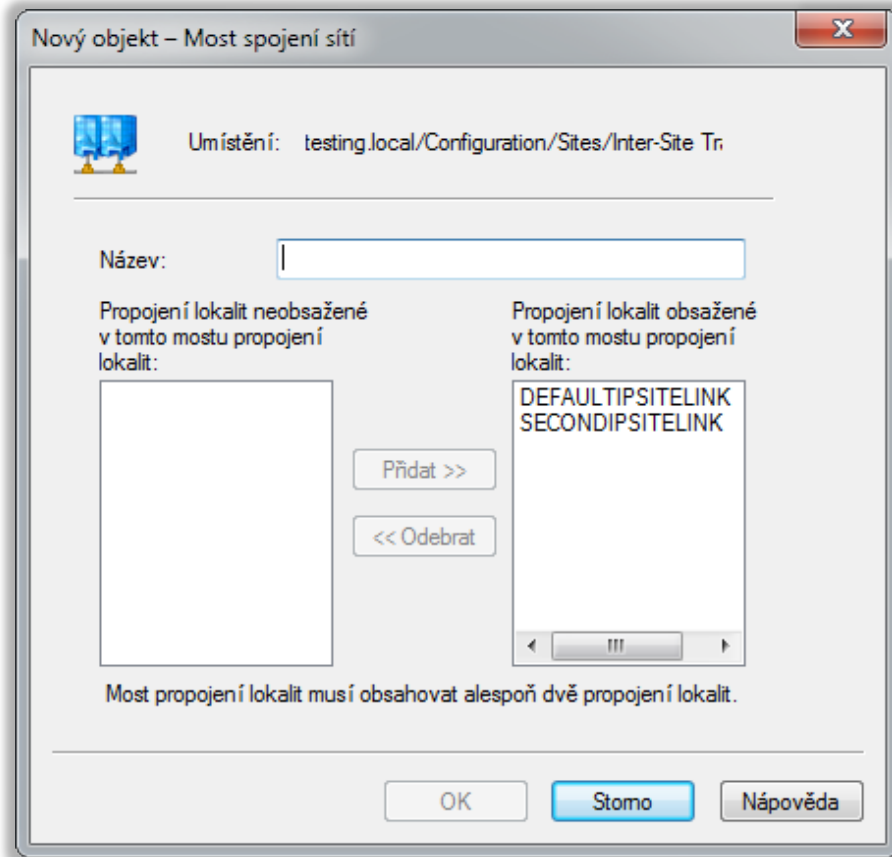 Nový objekt – Most spojení sítí
Umístění: testing.local/Configuration/Sites/Inter-Site Tra
Název:
Propojení lokalit neobsažené
v tomto mostu propojení
lokalit:
Propojení lokalit obsažené
v tomto mostu propojení
lokalit:
DEFAULTIPSITELINK
SECONDIPSITELINK
Přidat >>
<< Odebrat
Most propojení lokalit musí obsahovat alespoň dvě propojení lokalit.
OK
Storno
Nápověda